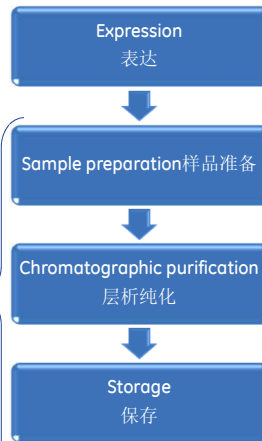 Expression
表达
Sample preparation样品准备
Chromatographic purification
层析纯化
Storage
保存